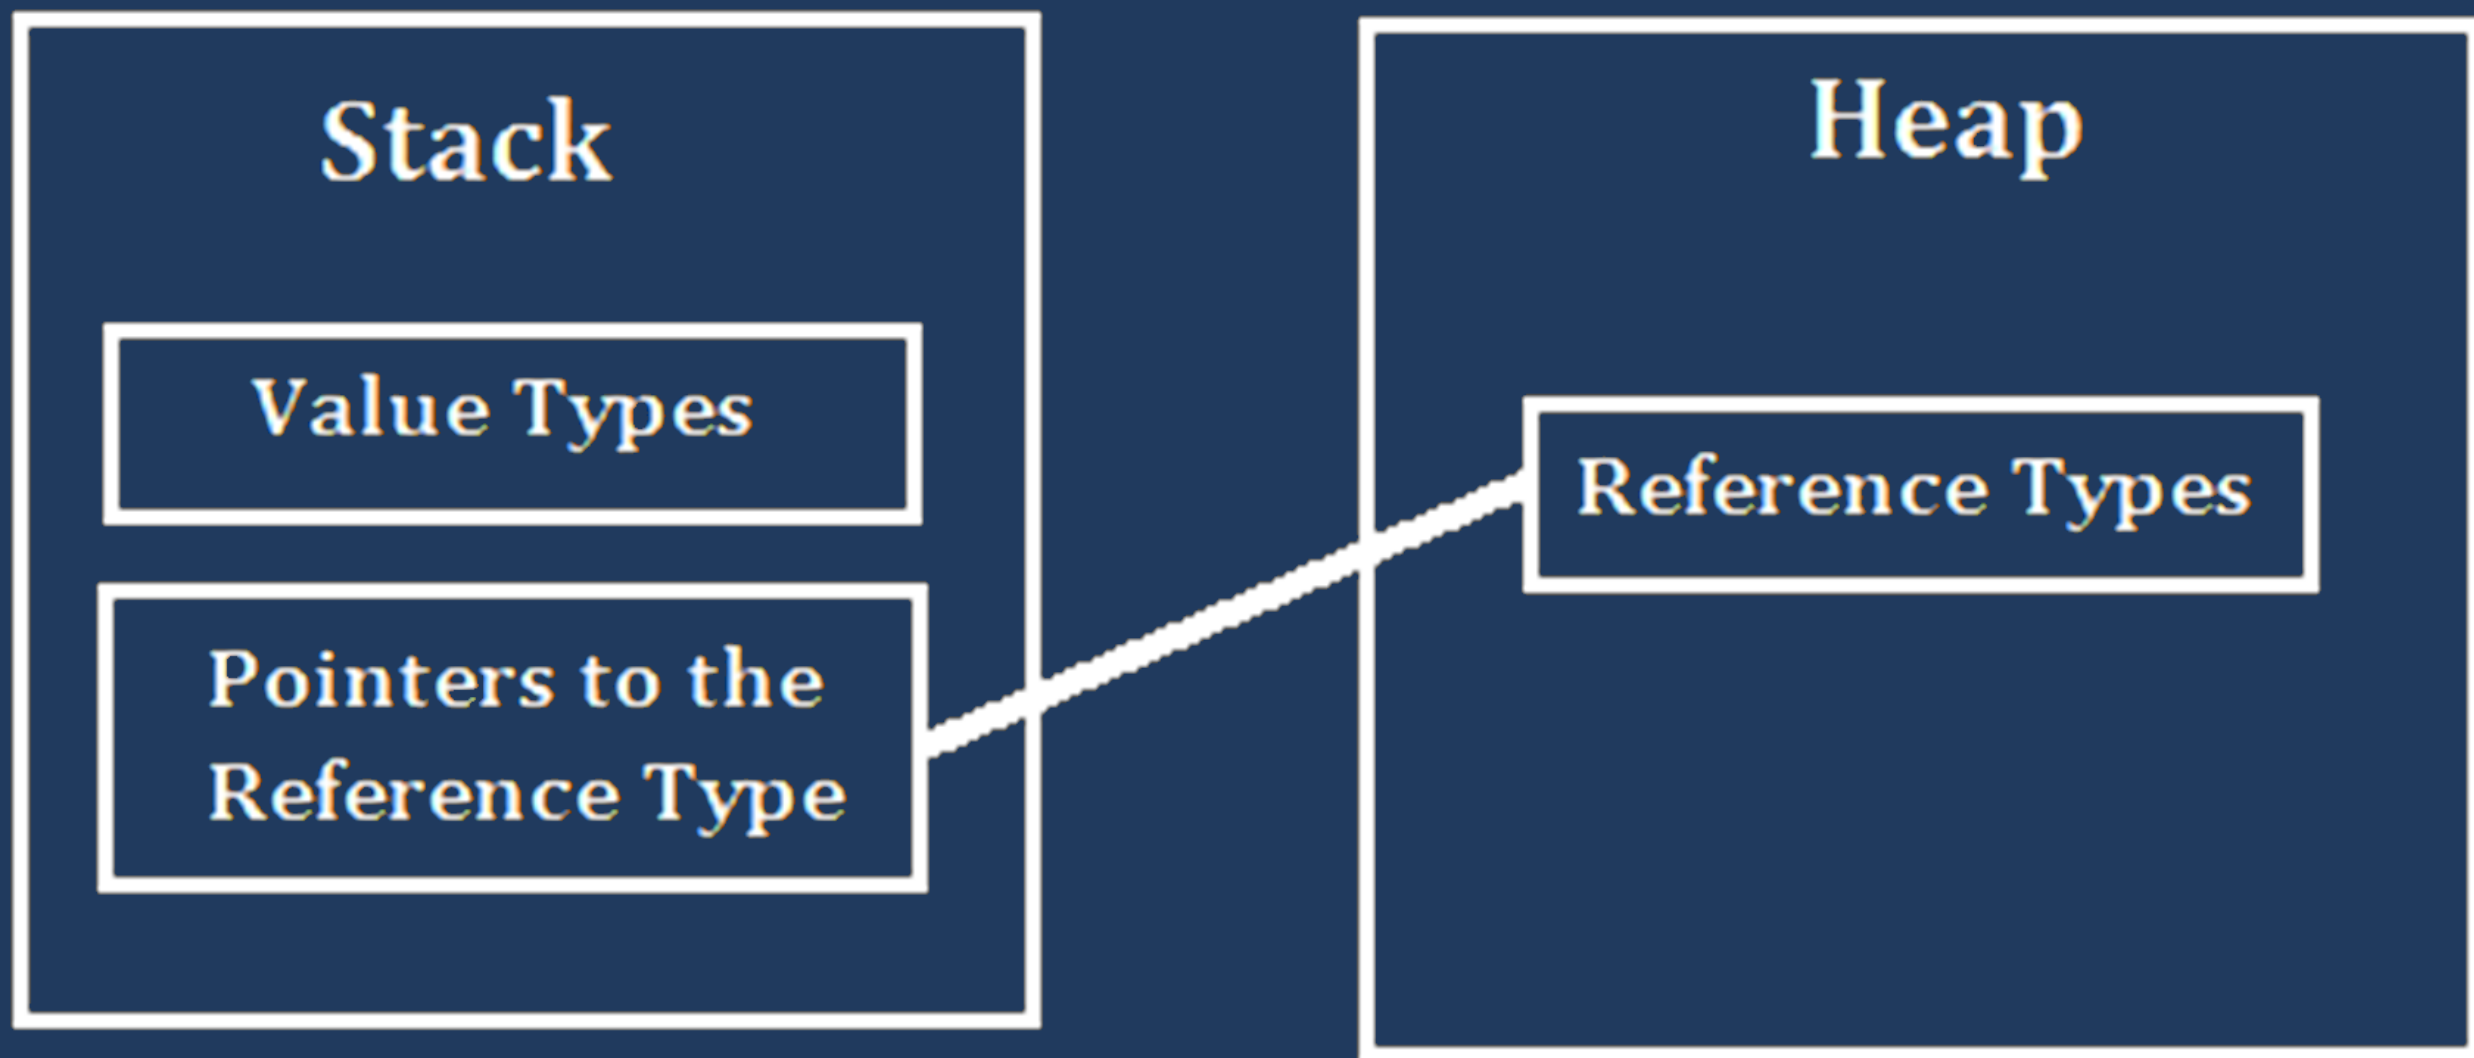 Stack
Value Types
Pointers to the
Reference Type
Heap
Reference Types